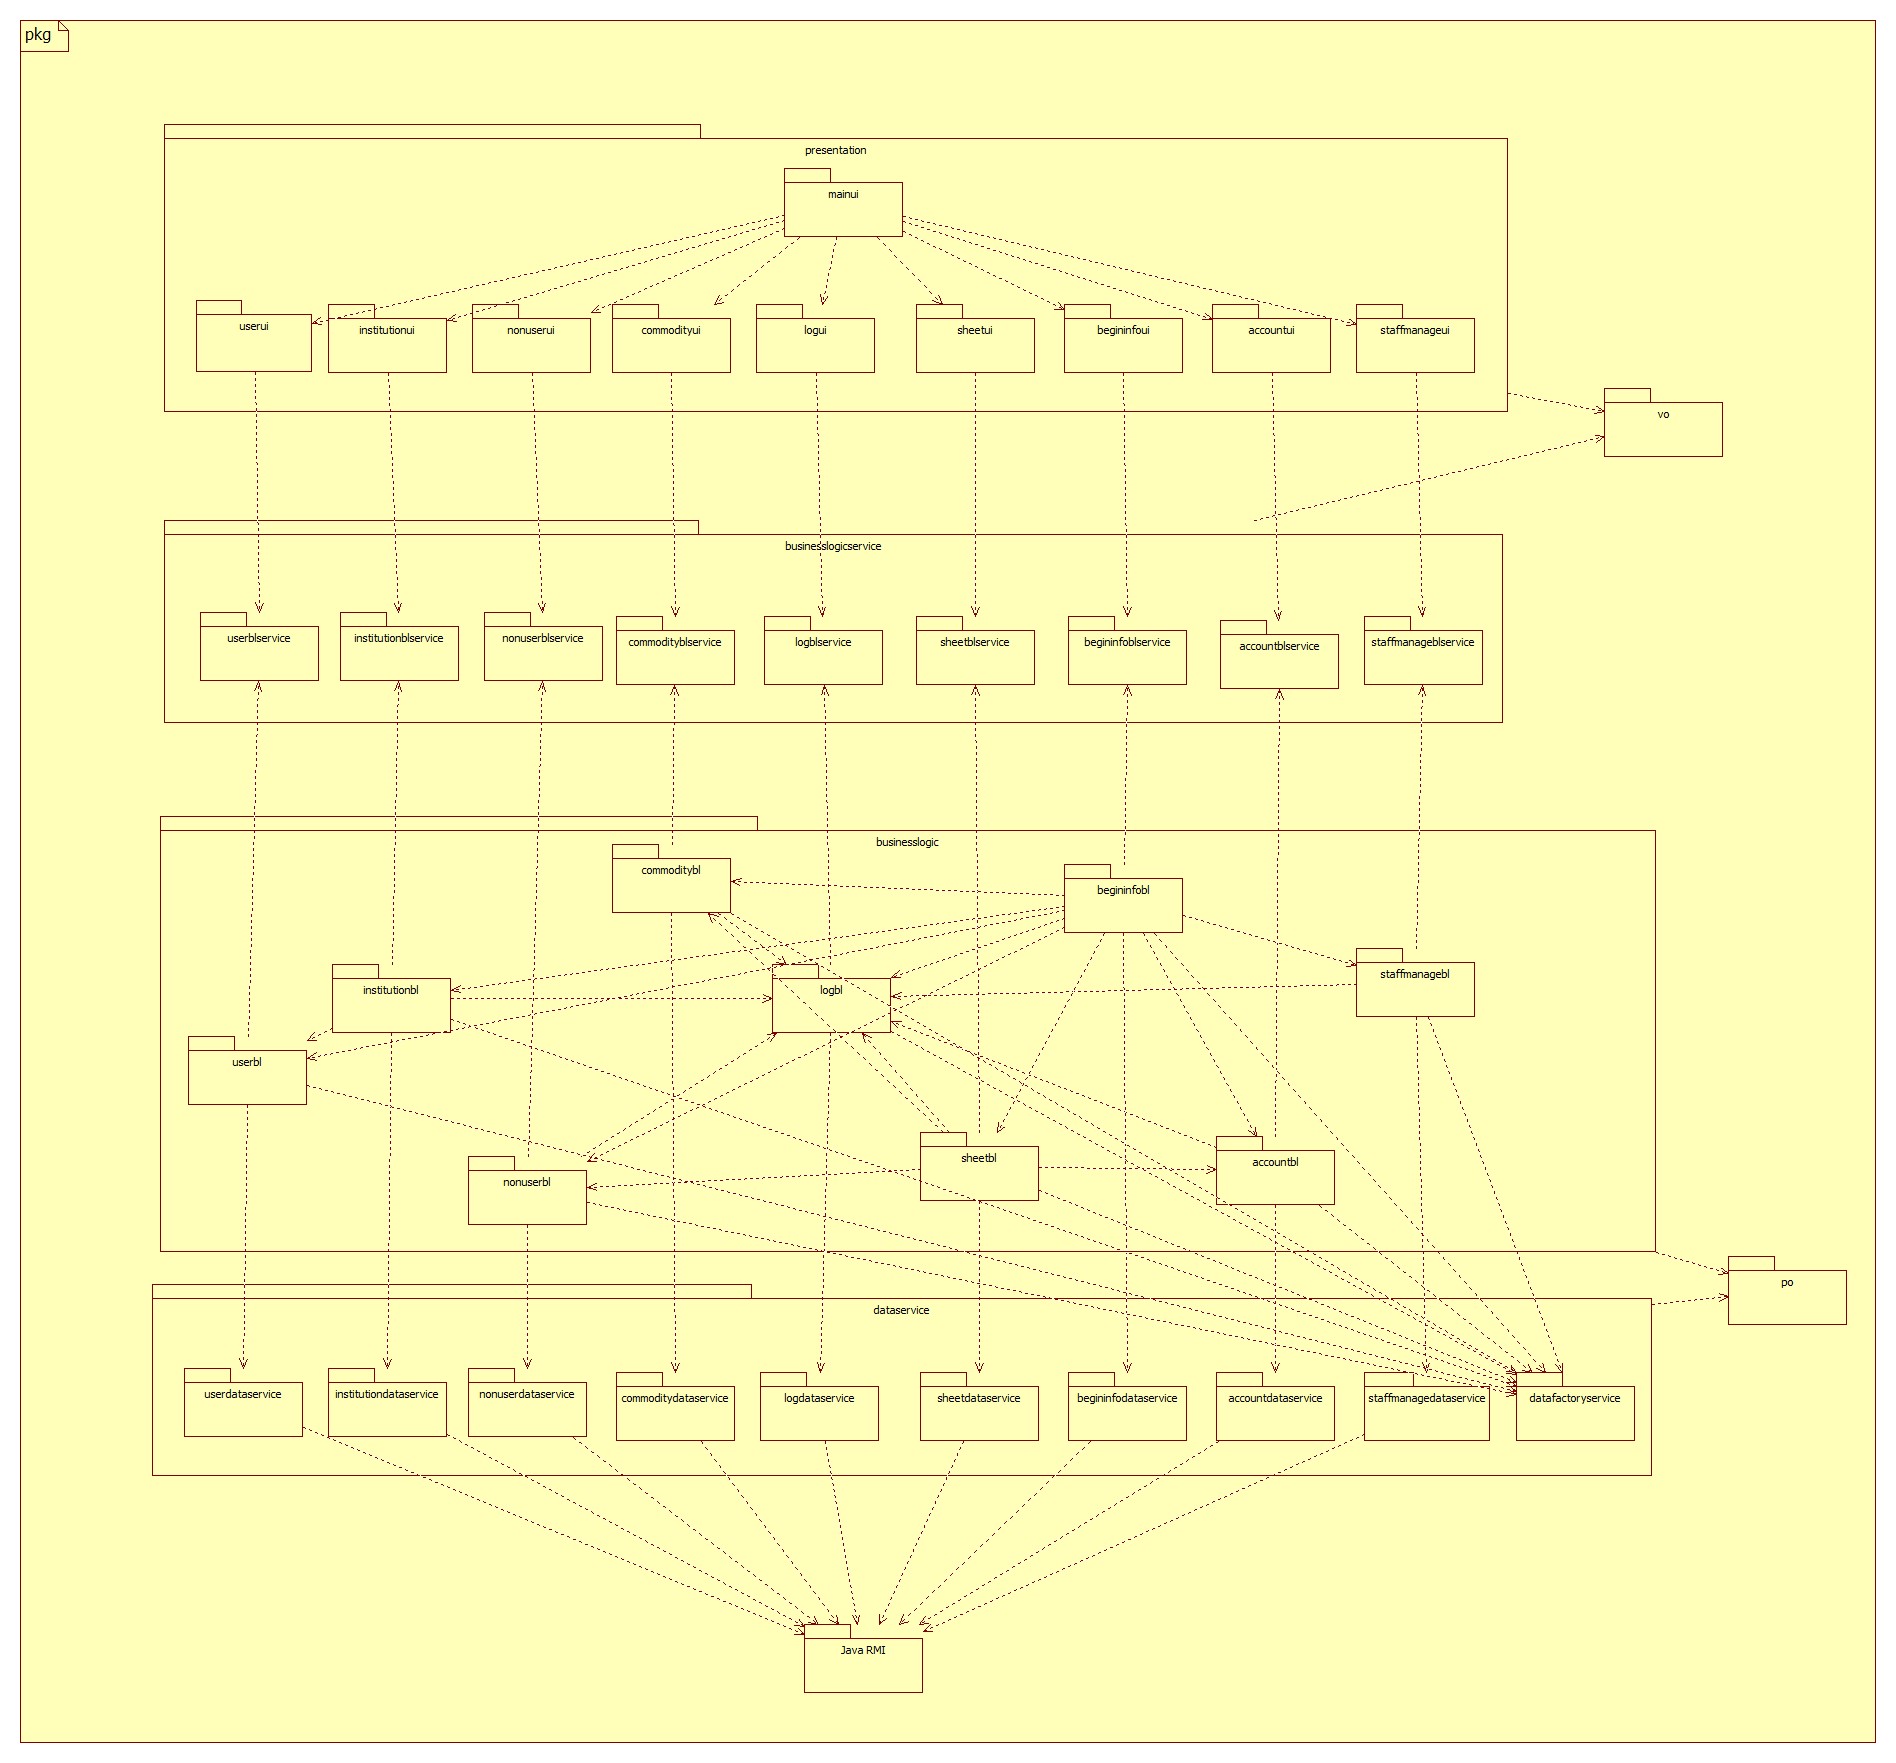 pkg
presentation
mainui
userui
institutionui
nonuserui
commodityui
logui
sheetui
begininfoui
accountui
staffmanageui
vo
businesslogicservice
userblservice
institutionblservice
nonuserblservice
commodityblservice
logblservice
sheetblservice
begininfoblservice
accountblservice
staffmanageblservice
businesslogic
commoditybl
begininfobl
staffmanagebl
institutionbl
logbl
userbl
sheetbl
accountbl
nonuserbl
po
dataservice
userdataservice
institutiondataservice
nonuserdataservice
commoditydataservice
logdataservice
sheetdataservice
begininfodataservice
accountdataservice
staffmanagedataservice
datafactoryservice
Java RMI